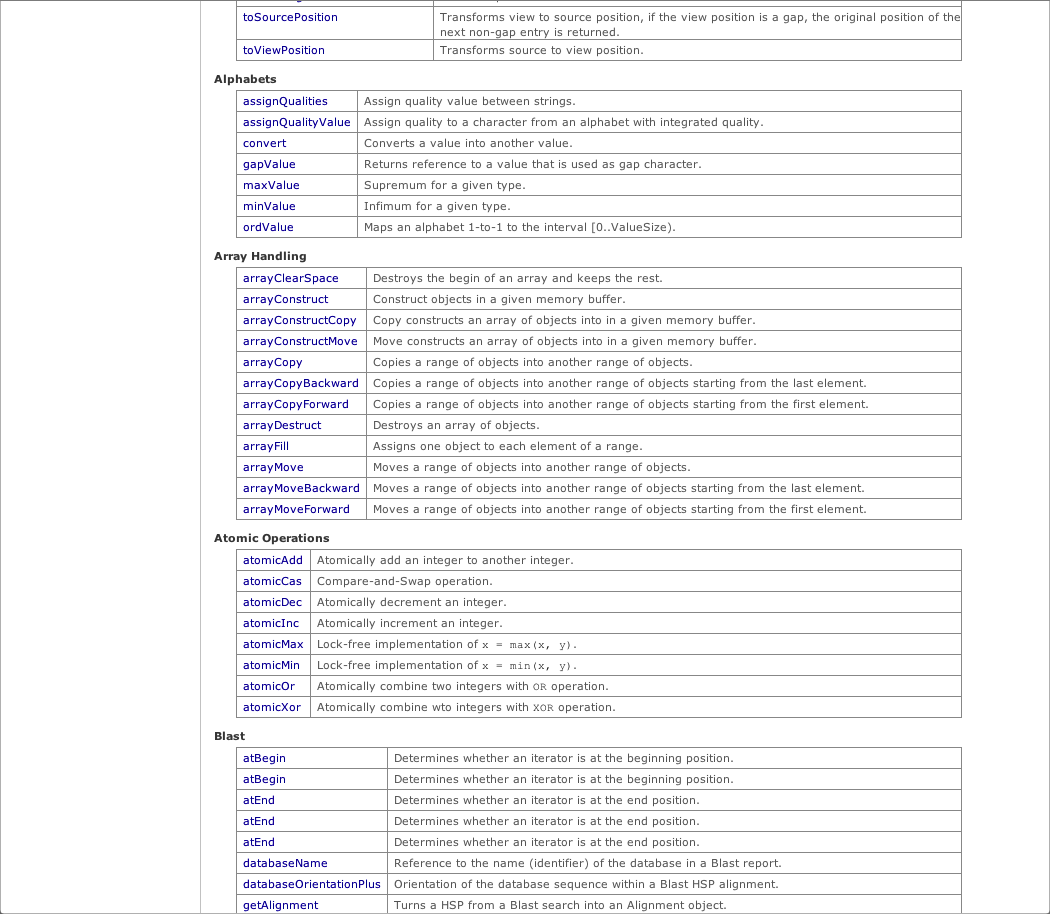 toSourcePosition Transforms view to source position, if the view position is a gap, the original position of the
next non-gap entry is returned.
toViewPosition Transforms source to view position.
Alphabets
assignQualities Assign quality value between strings.
assignQualityValue Assign quality to a character from an alphabet with integrated quality.
convert Converts a value into another value.
gapValue Returns reference to a value that is used as gap character.
maxValue Supremum for a given type.
minValue Infimum for a given type.
ordValue Maps an alphabet 1-to-1 to the interval [0..ValueSize).
Array Handling
arrayClearSpace Destroys the begin of an array and keeps the rest.
arrayConstruct Construct objects in a given memory buffer.
arrayConstructCopy Copy constructs an array of objects into in a given memory buffer.
arrayConstructMove Move constructs an array of objects into in a given memory buffer.
arrayCopy Copies a range of objects into another range of objects.
arrayCopyBackward Copies a range of objects into another range of objects starting from the last element.
arrayCopyForward Copies a range of objects into another range of objects starting from the first element.
arrayDestruct Destroys an array of objects.
arrayFill Assigns one object to each element of a range.
arrayMove Moves a range of objects into another range of objects.
arrayMoveBackward Moves a range of objects into another range of objects starting from the last element.
arrayMoveForward Moves a range of objects into another range of objects starting from the first element.
Atomic Operations
atomicAdd Atomically add an integer to another integer.
atomicCas Compare-and-Swap operation.
atomicDec Atomically decrement an integer.
atomicInc Atomically increment an integer.
atomicMax Lock-free implementation of x = max(x, y).
atomicMin Lock-free implementation of x = min(x, y).
atomicOr Atomically combine two integers with OR operation.
atomicXor Atomically combine wto integers with XOR operation.
Blast
atBegin Determines whether an iterator is at the beginning position.
atBegin Determines whether an iterator is at the beginning position.
atEnd Determines whether an iterator is at the end position.
atEnd Determines whether an iterator is at the end position.
atEnd Determines whether an iterator is at the end position.
databaseName Reference to the name (identifier) of the database in a Blast report.
databaseOrientationPlus Orientation of the database sequence within a Blast HSP alignment.
getAlignment Turns a HSP from a Blast search into an Alignment object.